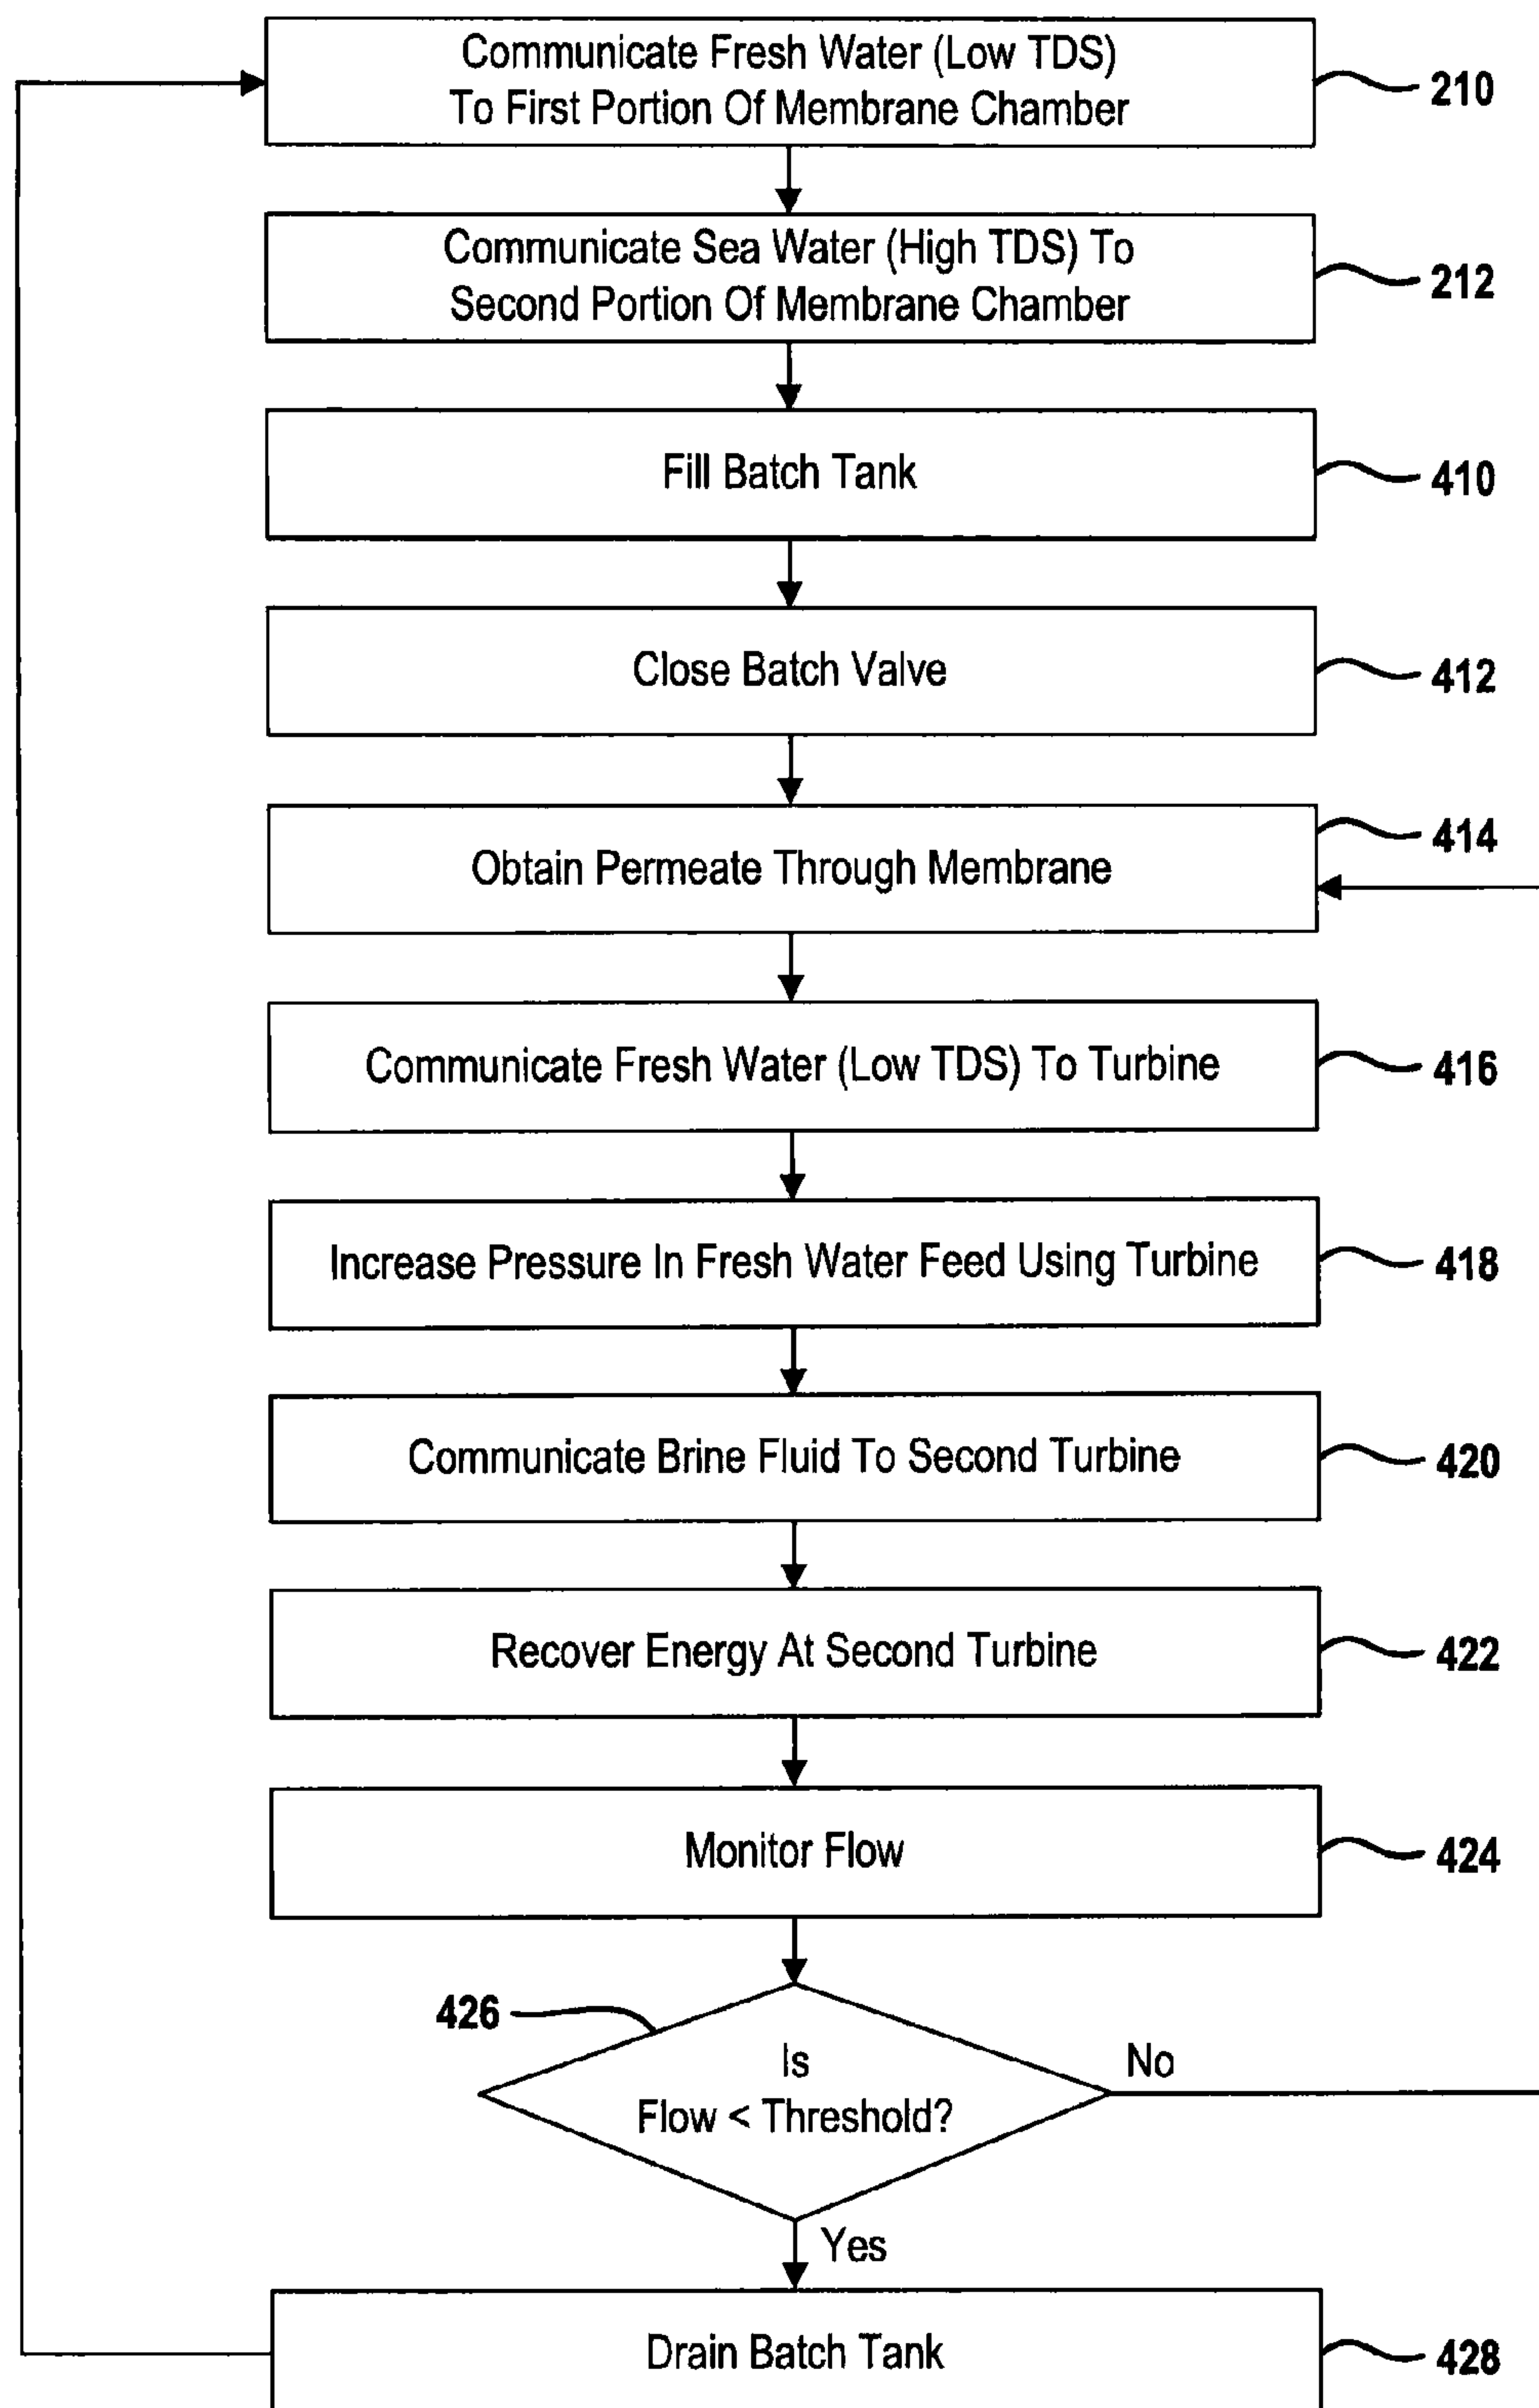 Communicate Fresh Water (Low TDS)
To First Portion Of Membrane Chamber
210
Communicate Sea Water (High TDS) To
Second Portion Of Membrane Chamber
212
Fill Batch Tank
410
Close Batch Valve
412
Obtain Permeate Through Membrane
414
Communicate Fresh Water (Low TDS) To Turbine
416
Increase Pressure In Fresh Water Feed Using Turbine
418
Communicate Brine Fluid To Second Turbine
420
Recover Energy At Second Turbine
422
Monitor Flow
424
426
Is
Flow < Threshold?
No
Yes
Drain Batch Tank
428